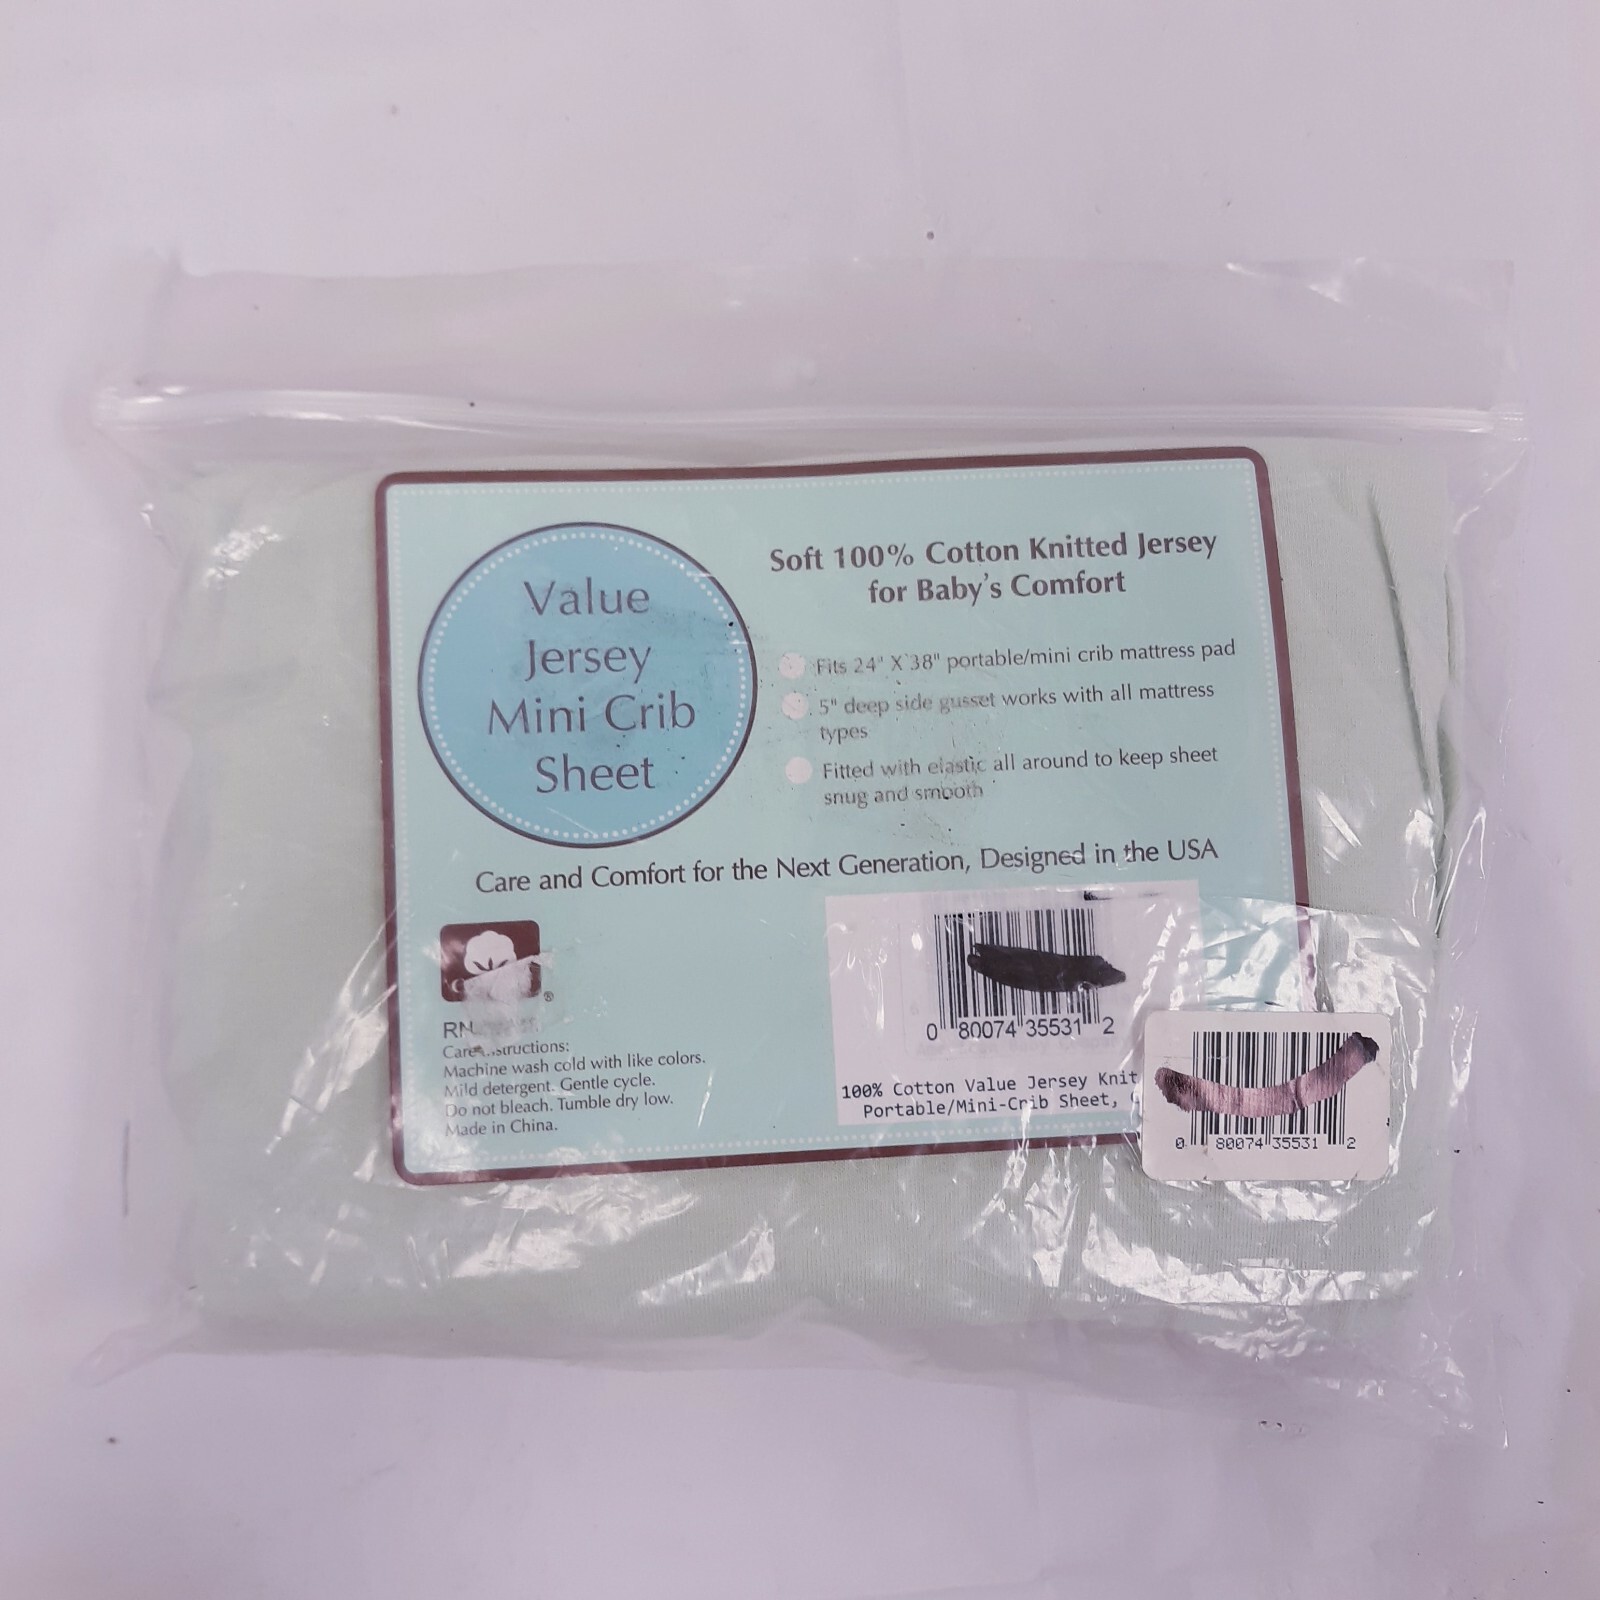 Value
Jersey
Mini Crib
Sheet
Soft 100% Cotton Knitted Jersey
for Baby's Comfort
Fits 24" X 38" portable/mini crib mattress pad
5" deep side gusset works with all mattress
types
Fitted with elastic all around to keep sheet
snug and smooth
Care and Comfort for the Next Generation, Designed in the USA
®
RN
Care Instructions:
Machine wash cold with like colors.
Mild detergent. Gentle cycle.
Do not bleach. Tumble dry low.
Made in China.
0 80074 35531 2
100% Cotton Value Jersey Knit
Portable/Mini-Crib Sheet,
0 80074 35531 2